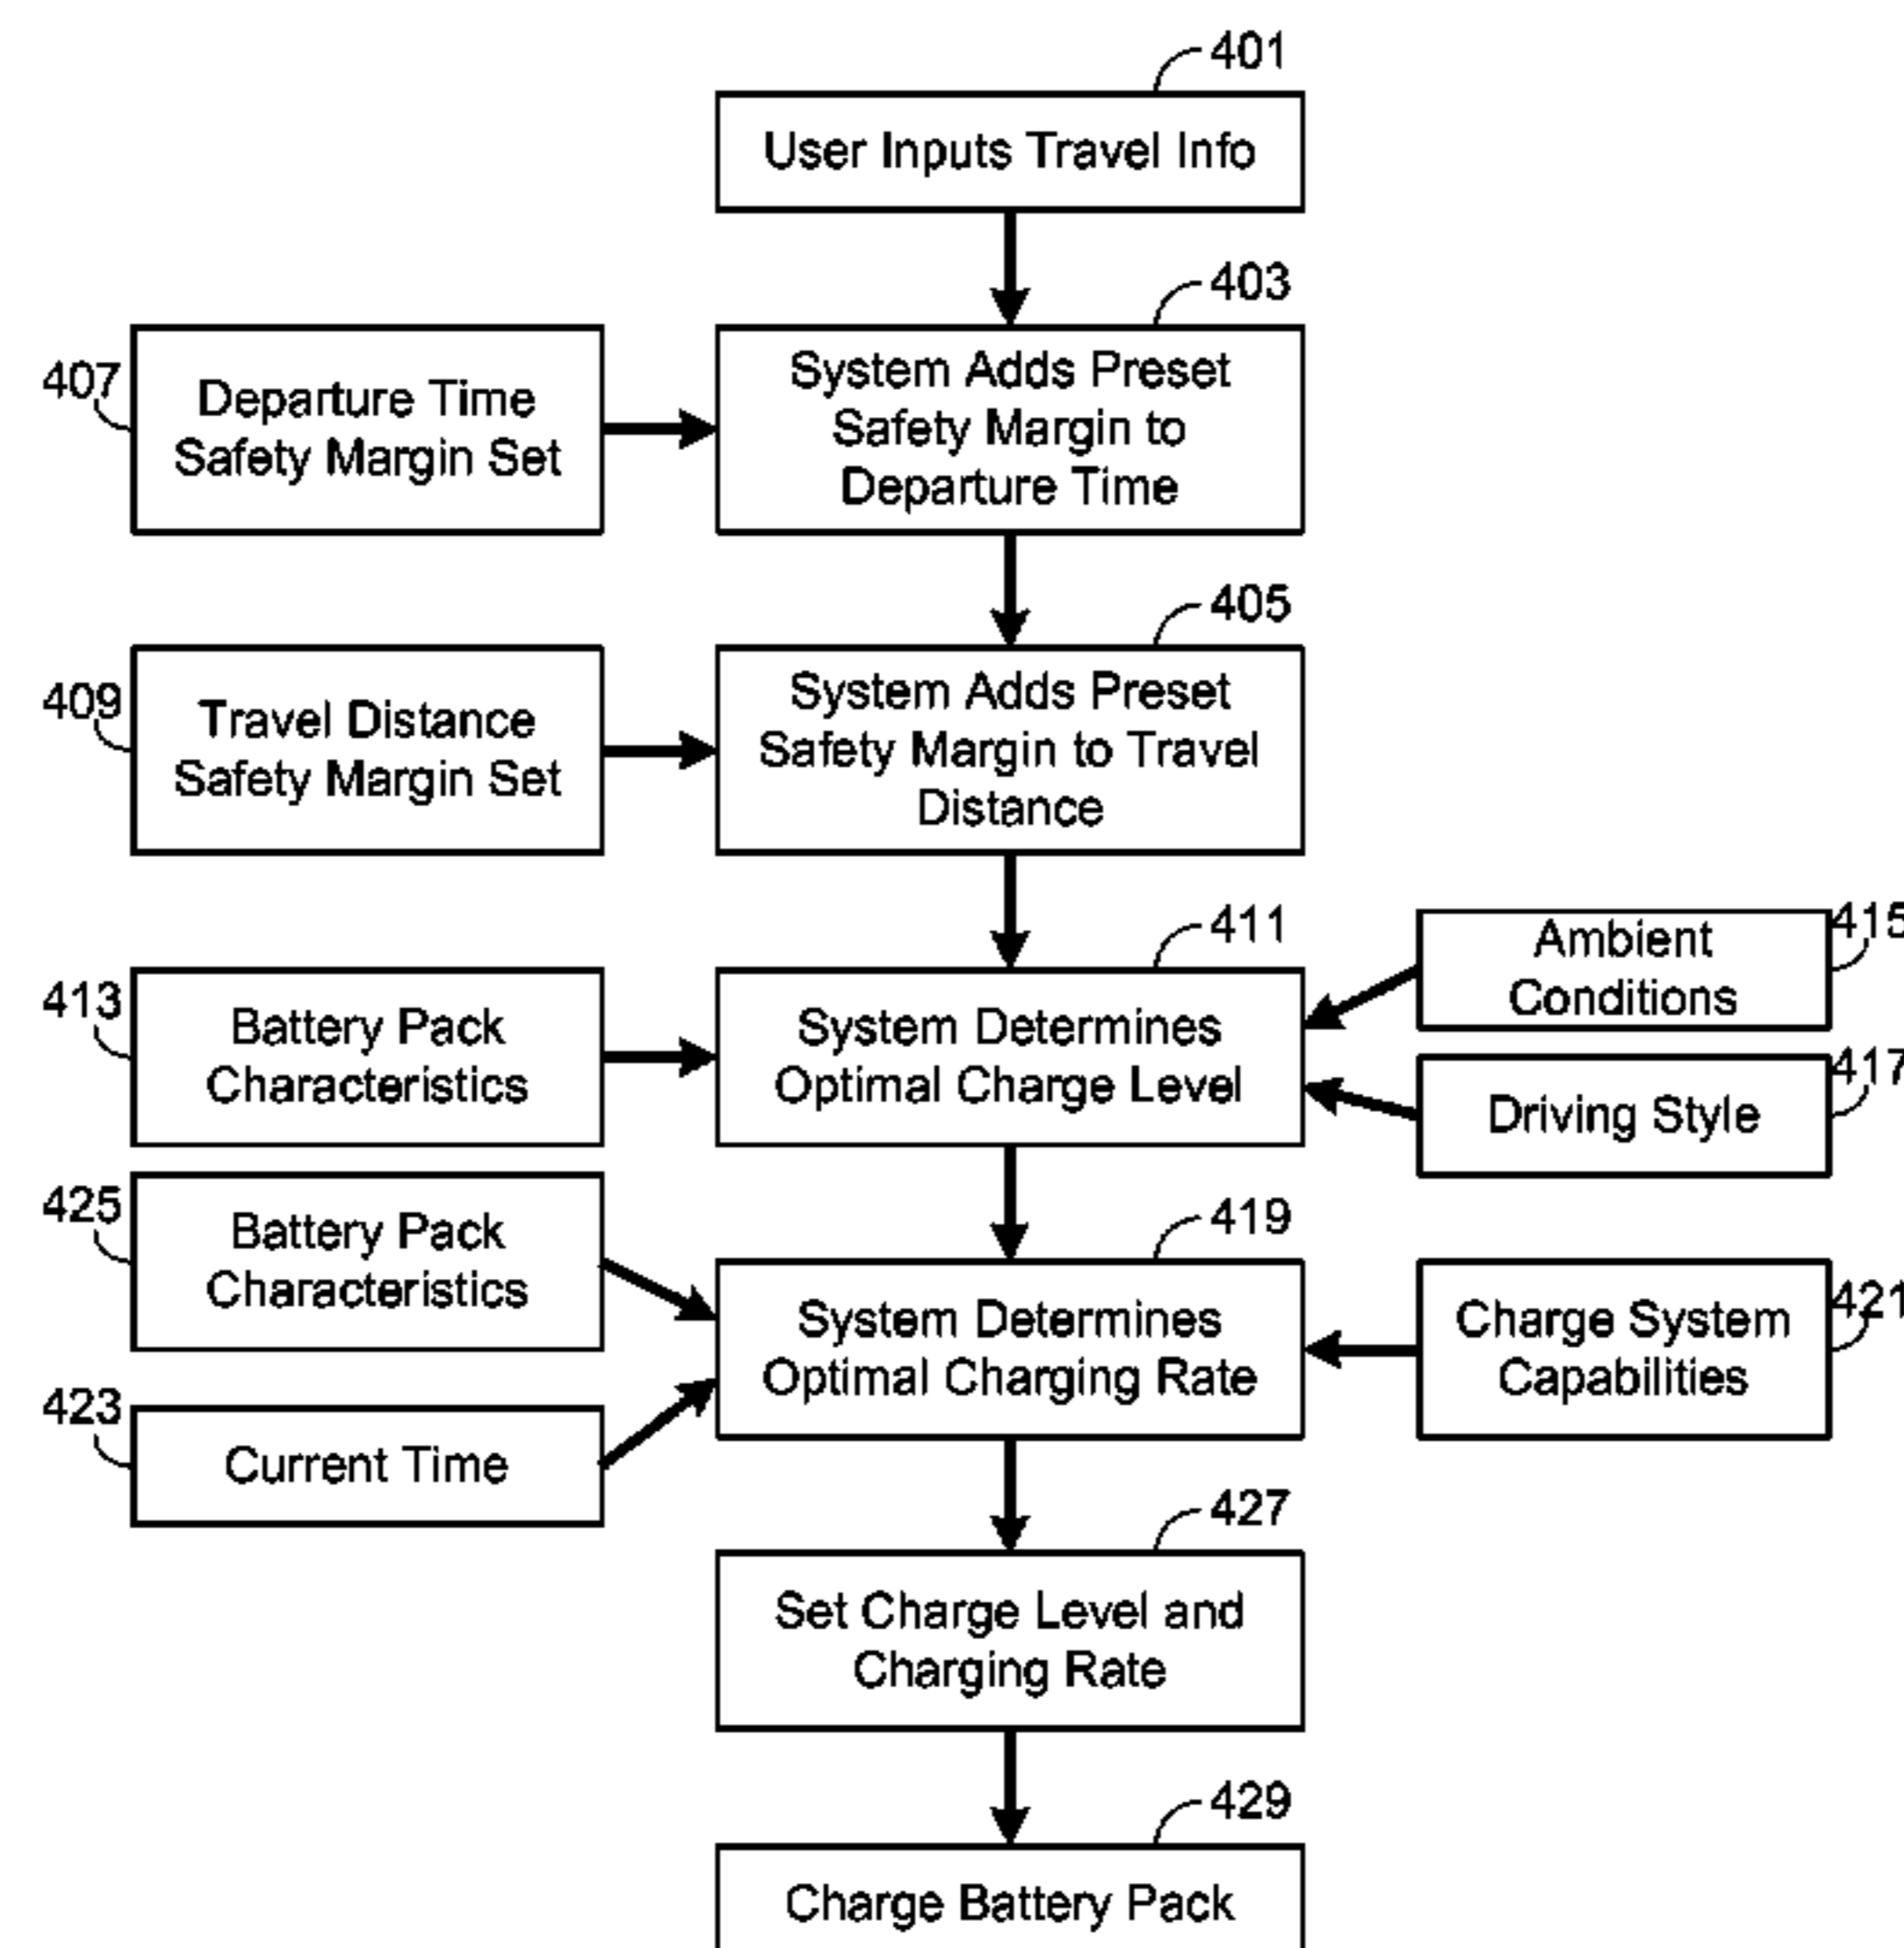 401
User Inputs Travel Info
403
407
Departure Time
Safety Margin Set
System Adds Preset
Safety Margin to
Departure Time
405
409
Travel Distance
Safety Margin Set
System Adds Preset
Safety Margin to Travel
Distance
411
415
Ambient
Conditions
413
Battery Pack
Characteristics
System Determines
Optimal Charge Level
417
Driving Style
425
Battery Pack
Characteristics
419
System Determines
Optimal Charging Rate
421
Charge System
Capabilities
423
Current Time
427
Set Charge Level and
Charging Rate
429
Charge Battery Pack